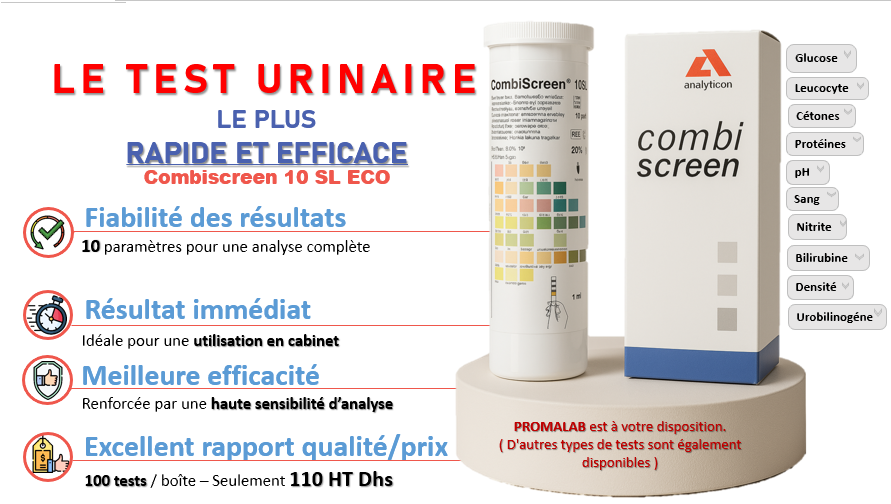 LE TEST URINAIRE
LE PLUS
RAPIDE ET EFFICACE
Combiscreen 10 SL ECO
Fiabilité des résultats
10 paramètres pour une analyse complète
Résultat immédiat
Idéale pour une utilisation en cabinet
Meilleure efficacité
Renforcée par une haute sensibilité d'analyse
Excellent rapport qualité/prix
100 tests / boîte – Seulement 110 HT Dhs
CombiScreen® 10SL
REF
20%
1 ml
analyticon
combi
screen
Glucose
Leucocyte
Cétones
Protéines
pH
Sang
Nitrite
Bilirubine
Densité
Urobilinogéne
PROMALAB est à votre disposition.
( D'autres types de tests sont également
disponibles )